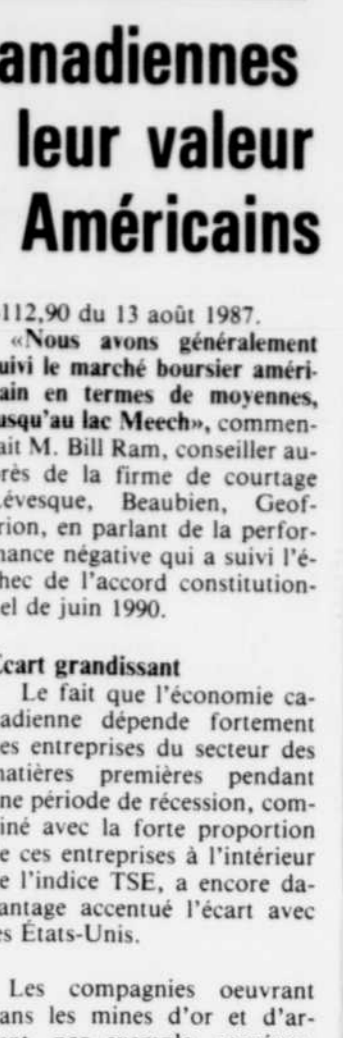 anadiennes
leur valeur
Américains
112,90 du 13 août 1987.
«Nous avons généralement
uivi le marché boursier améri-
ain en termes de moyennes,
usqu'au lac Meech», commen-
ait M. Bill Ram, conseiller au-
rès de la firme de courtage
Lévesque, Beaubien, Geof-
rion, en parlant de la perfor-
mance négative qui a suivi l'é-
hec de l'accord constitution-
el de juin 1990.
Écart grandissant
Le fait que l'économie ca-
adienne dépende fortement
es entreprises du secteur des
matières premières pendant
ne période de récession, com-
iné avec la forte proportion
e ces entreprises à l'intérieur
e l'indice TSE, a encore da-
antage accentué l'écart avec
es États-Unis.
Les compagnies oeuvrant
ans les mines d'or et d'ar-